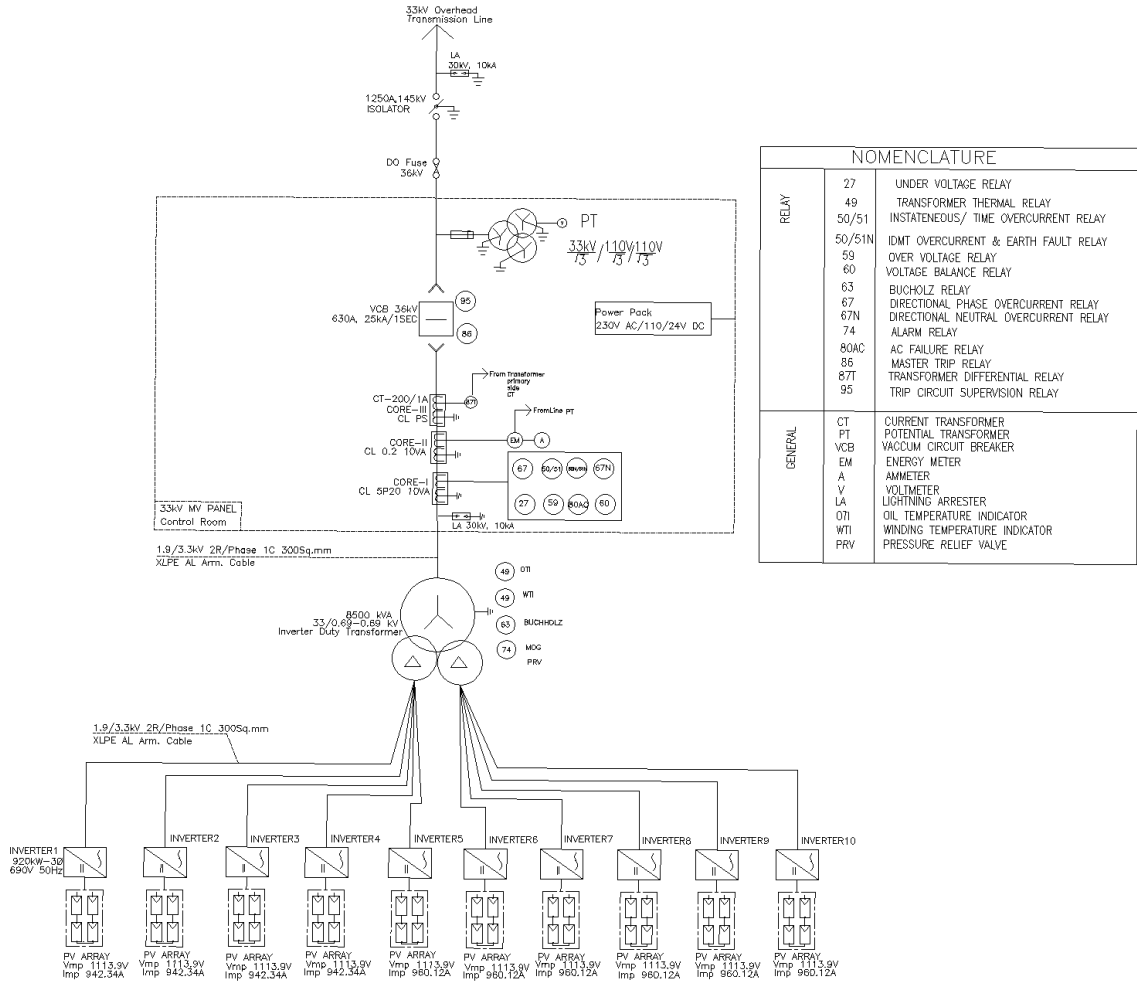 33kV Overhead
Transmission Line
LA
30kV, 10kA
1250A,145kV
ISOLATOR
DO Fuse
36kV
PT
33kV/√3 / 110V/√3 / 110V/√3
V
VCB 36kV
630A, 25kA/1SEC
95
86
Power Pack
230V AC/110/24V DC
From Transformer
primary
side
CT
CT-200/1A
CORE-III
CL PS
87T
From Line PT
CORE-II
CL 0.2 10VA
EM
A
CORE-I
CL 5P20 10VA
67
50/51
67N
27
59
80AC
60
LA 30kV, 10kA
33kV MV PANEL
Control Room
1.9/3.3kV 2R/Phase 1C 300Sq.mm
XLPE AL Arm. Cable
8500 kVA
33/0.69-0.69 kV
Inverter Duty Transformer
49 OTI
49 WTI
63 BUCHHOLZ
74 MOG
PRV
1.9/3.3kV 2R/Phase 1C 300Sq.mm
XLPE AL Arm. Cable
INVERTER1
920kW-3Ø
690V 50Hz
INVERTER2
INVERTER3
INVERTER4
INVERTER5
INVERTER6
INVERTER7
INVERTER8
INVERTER9
INVERTER10
PV ARRAY
Vmp 1113.9V
Imp 942.34A
PV ARRAY
Vmp 1113.9V
Imp 942.34A
PV ARRAY
Vmp 1113.9V
Imp 942.34A
PV ARRAY
Vmp 1113.9V
Imp 942.34A
PV ARRAY
Vmp 1113.9V
Imp 960.12A
PV ARRAY
Vmp 1113.9V
Imp 960.12A
PV ARRAY
Vmp 1113.9V
Imp 960.12A
PV ARRAY
Vmp 1113.9V
Imp 960.12A
PV ARRAY
Vmp 1113.9V
Imp 960.12A
PV ARRAY
Vmp 1113.9V
Imp 960.12A
NOMENCLATURE
RELAY
27 UNDER VOLTAGE RELAY
49 TRANSFORMER THERMAL RELAY
50/51 INSTATENEOUS/ TIME OVERCURRENT RELAY
50/51N IDMT OVERCURRENT & EARTH FAULT RELAY
59 OVER VOLTAGE RELAY
60 VOLTAGE BALANCE RELAY
63 BUCHOLZ RELAY
67 DIRECTIONAL PHASE OVERCURRENT RELAY
67N DIRECTIONAL NEUTRAL OVERCURRENT RELAY
74 ALARM RELAY
80AC AC FAILURE RELAY
86 MASTER TRIP RELAY
87T TRANSFORMER DIFFERENTIAL RELAY
95 TRIP CIRCUIT SUPERVISION RELAY
GENERAL
CT CURRENT TRANSFORMER
PT POTENTIAL TRANSFORMER
VCB VACCUM CIRCUIT BREAKER
EM ENERGY METER
A AMMETER
V VOLTMETER
LA LIGHTNING ARRESTER
OTI OIL TEMPERATURE INDICATOR
WTI WINDING TEMPERATURE INDICATOR
PRV PRESSURE RELIEF VALVE